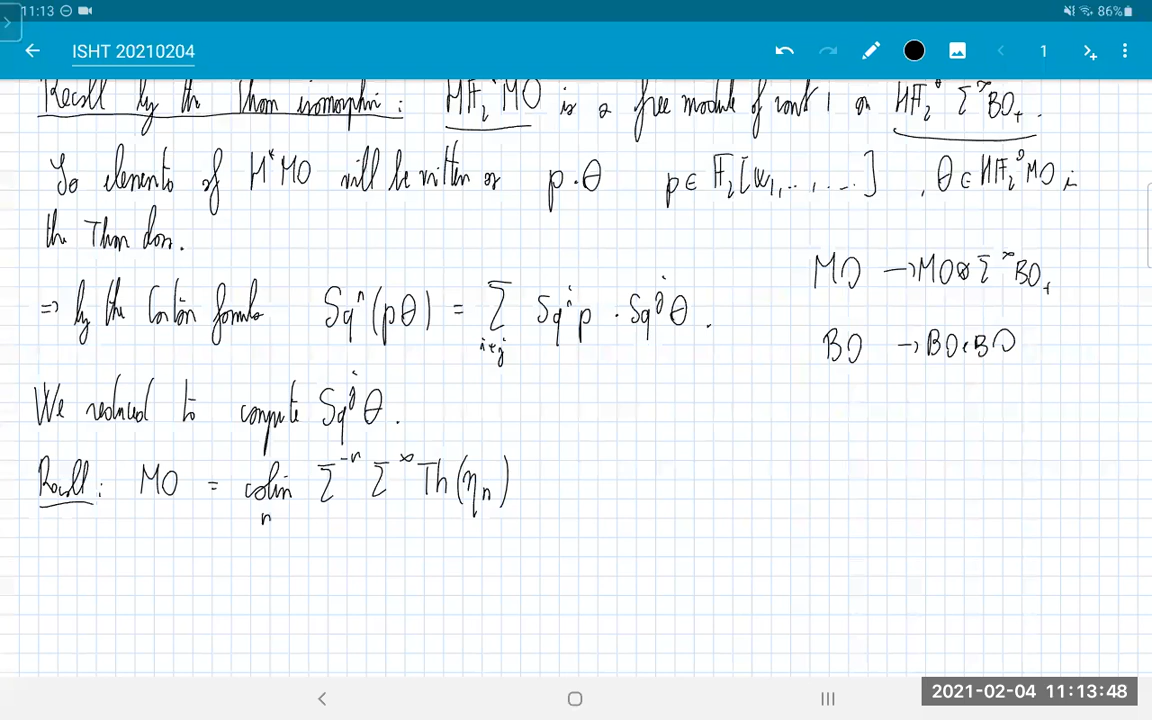 11:13
86%
ISHT 20210204
1
Recall by the Thom isomorphism: HF₂*MO is a free module of rank 1 on HF₂* Σ^∞BO₊.
So elements of H*MO will be written as p·θ p∈ F₂[w₁,...,...] , θ∈HF₂⁰MO is
the Thom class.
MO → MO⊗Σ^∞BO₊
⇒ by the Cartan formula Sqⁿ(pθ) = Σ_{i+j} Sqⁱp · Sqʲθ .
BO → BO×BO
We reduced to compute Sqʲθ.
Recall: MO = colim_n Σ^{-n} Σ^∞ Th(η_n)
2021-02-04 11:13:48